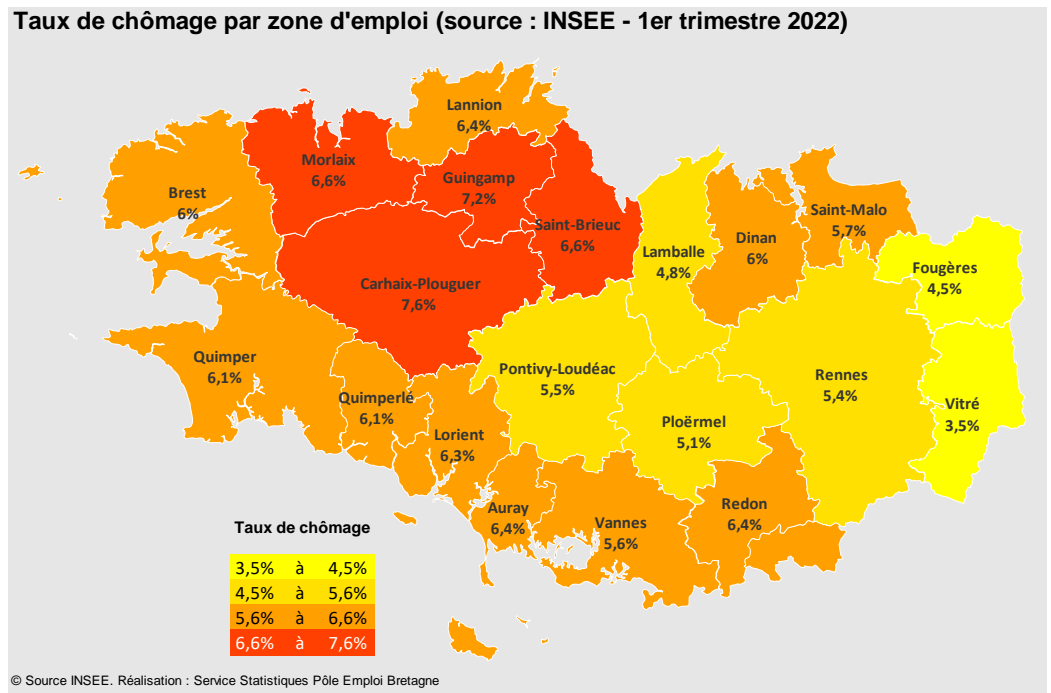 Taux de chômage par zone d'emploi (source : INSEE - 1er trimestre 2022)
Lannion
6,4%
Morlaix
6,6%
Guingamp
7,2%
Brest
6%
Saint-Brieuc
6,6%
Lamballe
4,8%
Dinan
6%
Saint-Malo
5,7%
Fougères
4,5%
Carhaix-Plouguer
7,6%
Quimper
6,1%
Quimperlé
6,1%
Pontivy-Loudéac
5,5%
Rennes
5,4%
Vitré
3,5%
Ploërmel
5,1%
Lorient
6,3%
Auray
6,4%
Vannes
5,6%
Redon
6,4%
Taux de chômage
3,5% à 4,5%
4,5% à 5,6%
5,6% à 6,6%
6,6% à 7,6%
© Source INSEE. Réalisation : Service Statistiques Pôle Emploi Bretagne